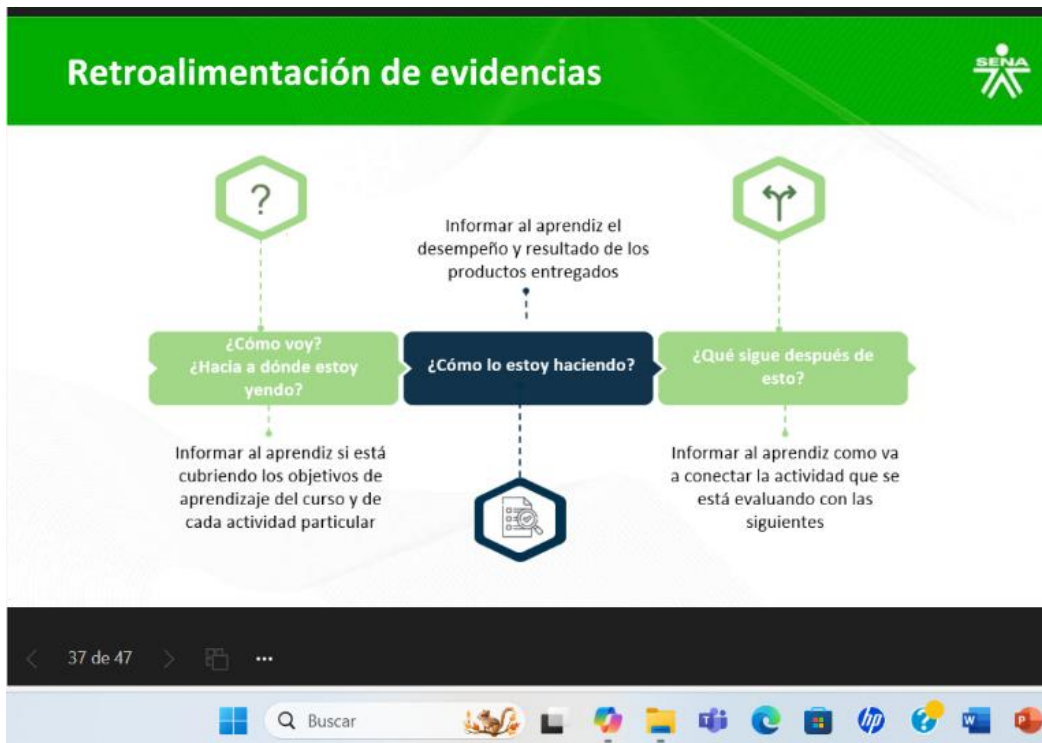 Retroalimentación de evidencias
SENA
?
Informar al aprendiz el
desempeño y resultado de los
productos entregados
¿Cómo voy?
¿Hacia a dónde estoy
yendo?
¿Cómo lo estoy haciendo?
¿Qué sigue después de
esto?
Informar al aprendiz si está
cubriendo los objetivos de
aprendizaje del curso y de
cada actividad particular
Informar al aprendiz como va
a conectar la actividad que se
está evaluando con las
siguientes
37 de 47
Buscar